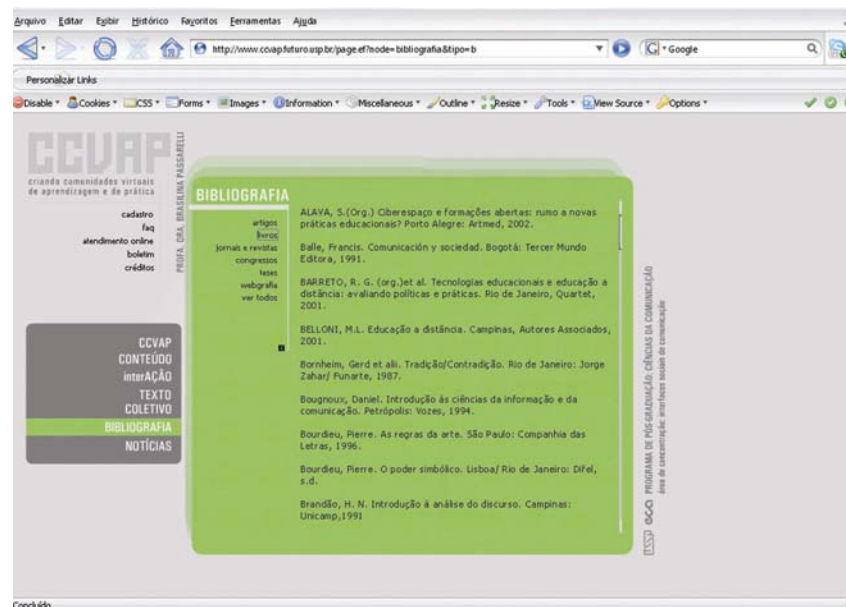 Arquivo Editar Exibir Histórico Favoritos Ferramentas Ajuda
http://www.ccvap.futuro.usp.br/page.ef?node=bibliografia&tipo=b
G Google
Personalizar Links
Disable Cookies CSS Forms Images Information Miscellaneous Outline Resize Tools View Source Options
CCVAP
criando comunidades virtuais
de aprendizagem e de prática
PROFA. DRA. BRASILINA PASSARELLI
cadastro
faq
atendimento online
boletim
créditos
CCVAP
CONTEÚDO
interAÇÃO
TEXTO
COLETIVO
BIBLIOGRAFIA
NOTÍCIAS
BIBLIOGRAFIA
artigos
livros
jornais e revistas
congressos
teses
webgrafia
ver todos
ALAVA, S.(Org.) Ciberespaço e formações abertas: rumo a novas
práticas educacionais? Porto Alegre: Artmed, 2002.
Balle, Francis. Comunicación y sociedad. Bogotá: Tercer Mundo
Editora, 1991.
BARRETO, R. G. (org.)et al. Tecnologias educacionais e educação a
distância: avaliando políticas e práticas. Rio de Janeiro, Quartet,
2001.
BELLONI, M.L. Educação a distância. Campinas, Autores Associados,
2001.
Bornheim, Gerd et alii. Tradição/Contradição. Rio de Janeiro: Jorge
Zahar/ Funarte, 1987.
Bougnoux, Daniel. Introdução às ciências da informação e da
comunicação. Petrópolis: Vozes, 1994.
Bourdieu, Pierre. As regras da arte. São Paulo: Companhia das
Letras, 1996.
Bourdieu, Pierre. O poder simbólico. Lisboa/ Rio de Janeiro: Difel,
s.d.
Brandão, H. N. Introdução à análise do discurso. Campinas:
Unicamp,1991
USP eca PROGRAMA DE PÓS-GRADUAÇÃO: CIÊNCIAS DA COMUNICAÇÃO
área de concentração: interfaces sociais da comunicação
Concluído